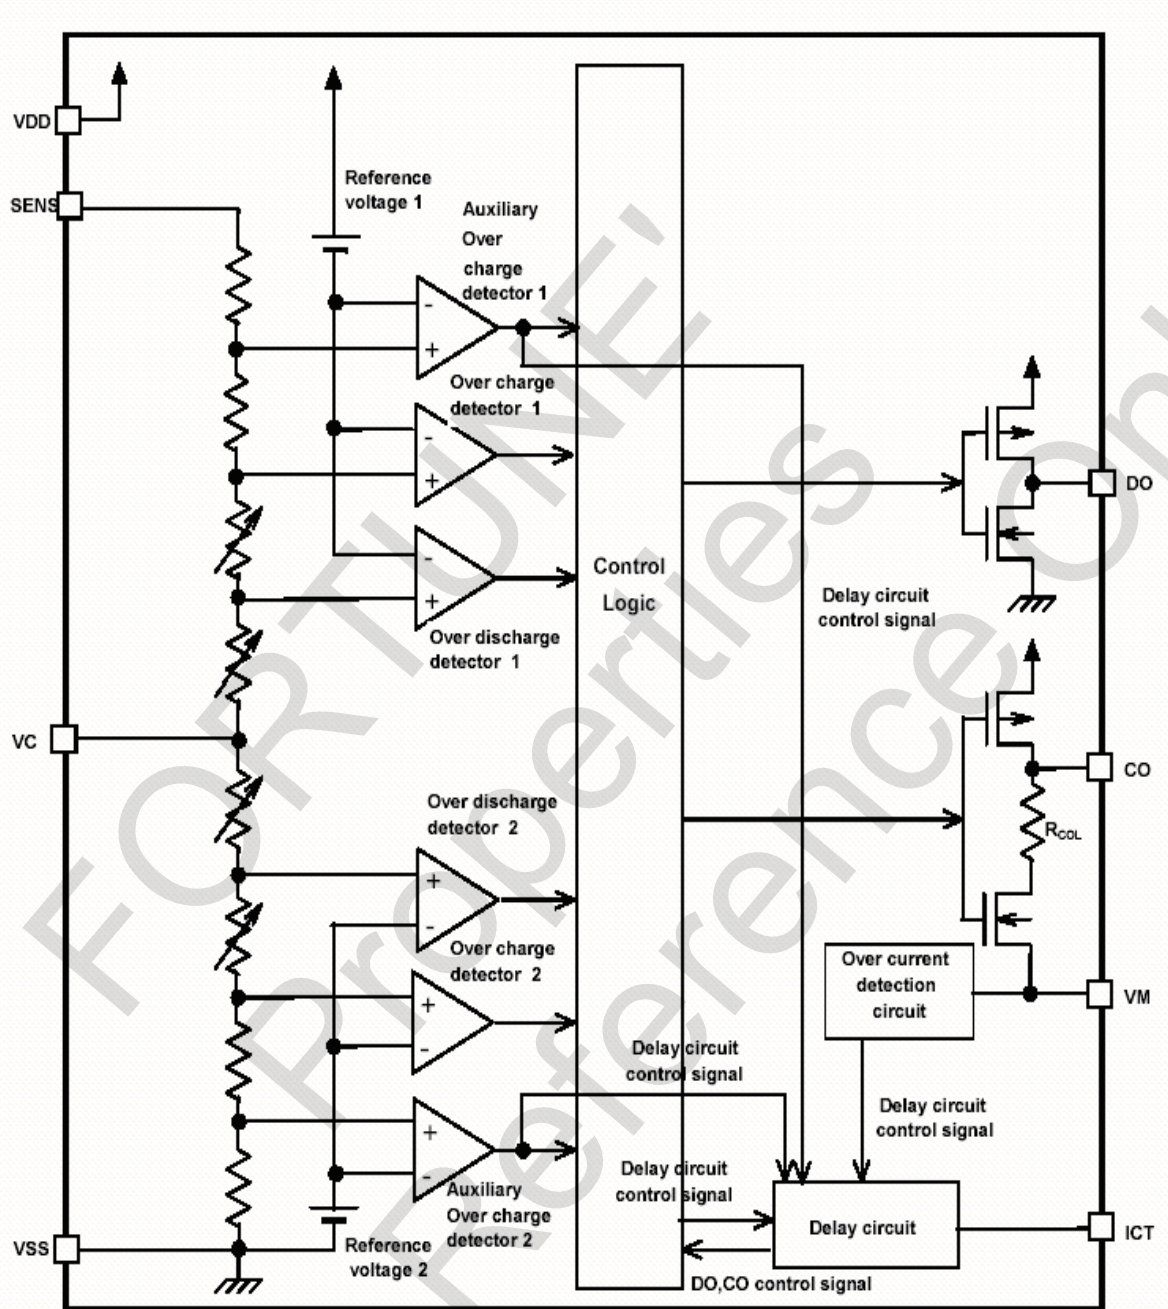 VDD
SENS
Reference
voltage 1
Auxiliary
Over
charge
detector 1
-
+
Over charge
detector 1
-
+
-
+
Over discharge
detector 1
Control
Logic
DO
Delay circuit
control signal
VC
CO
RCOL
Over discharge
detector 2
+
-
Over charge
detector 2
+
-
Over current
detection
circuit
VM
Delay circuit
control signal
Delay circuit
control signal
+
-
Auxiliary
Over charge
detector 2
Delay circuit
control signal
Delay circuit
ICT
VSS
Reference
voltage 2
DO,CO control signal
FORTUNE'
Properties
Reference